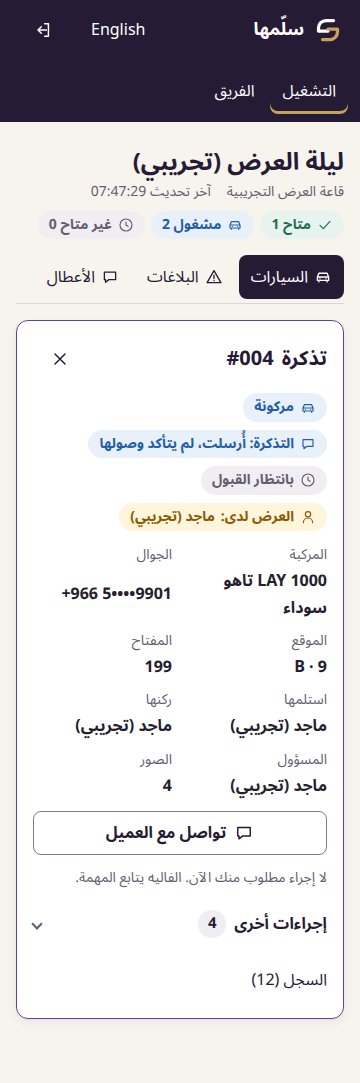 سلّمها
English
التشغيل
الفريق
ليلة العرض (تجريبي)
قاعة العرض التجريبية آخر تحديث 07:47:29
متاح 1
مشغول 2
غير متاح 0
السيارات
البلاغات
الأعطال
تذكرة #004
مركونة
التذكرة: أُرسلت، لم يتأكد وصولها
بانتظار القبول
العرض لدى: ماجد (تجريبي)
المركبة
الجوال
LAY 1000 تاهو
سوداء
+966 5••••9901
الموقع
المفتاح
B · 9
199
استلمها
ركنها
ماجد (تجريبي)
ماجد (تجريبي)
المسؤول
الصور
ماجد (تجريبي)
4
تواصل مع العميل
لا إجراء مطلوب منك الآن. الفاليه يتابع المهمة.
إجراءات أخرى 4
السجل (12)